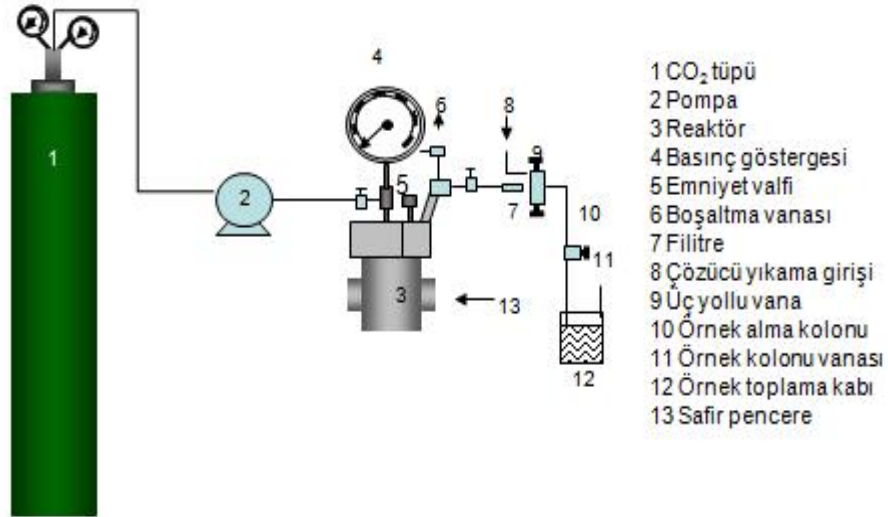 4
6
8
9
1
5
2
7
10
11
3
13
12
1 CO₂ tüpü
2 Pompa
3 Reaktör
4 Basınç göstergesi
5 Emniyet valfi
6 Boşaltma vanası
7 Filitre
8 Çözücü yıkama girişi
9 Üç yollu vana
10 Örnek alma kolonu
11 Örnek kolonu vanası
12 Örnek toplama kabı
13 Safir pencere